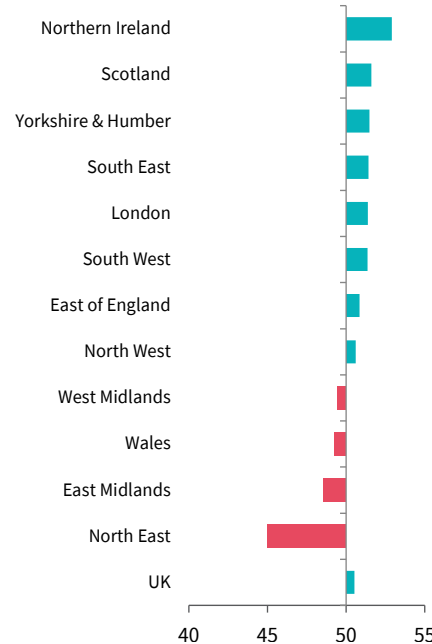 Northern Ireland
Scotland
Yorkshire & Humber
South East
London
South West
East of England
North West
West Midlands
Wales
East Midlands
North East
UK
40 45 50 55